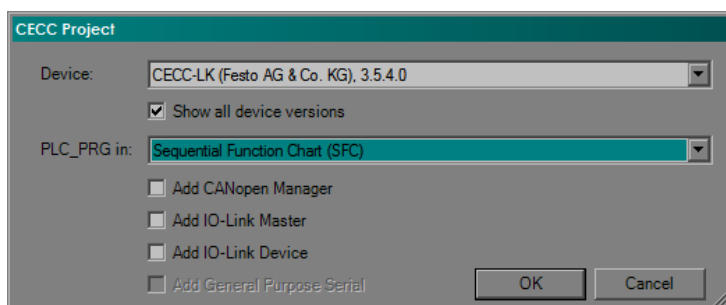 CECC Project
Device: CECC-LK (Festo AG & Co. KG), 3.5.4.0
Show all device versions
PLC_PRG in: Sequential Function Chart (SFC)
Add CANopen Manager
Add IO-Link Master
Add IO-Link Device
Add General Purpose Serial OK Cancel